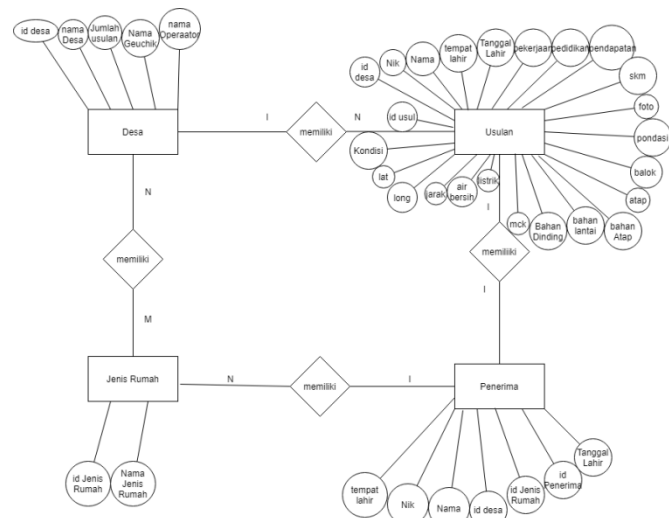 id desa
nama
Desa
Jumlah
usulan
Nama
Geuchik
nama
Operaator
Desa
I
memiliki
N
Usulan
id
desa
Nik
Nama
tempat
lahir
Tanggal
Lahir
pekerjaan
pedidikan
pendapatan
skm
foto
pondasi
balok
atap
bahan
Atap
bahan
lantai
Bahan
Dinding
mck
listrik
air
bersih
jarak
long
lat
Kondisi
id usul
N
memiliki
M
I
memiliiki
I
Jenis Rumah
N
memiliki
I
Penerima
id Jenis
Rumah
Nama
Jenis
Rumah
tempat
lahir
Nik
Nama
id desa
id Jenis
Rumah
id
Penerima
Tanggal
Lahir